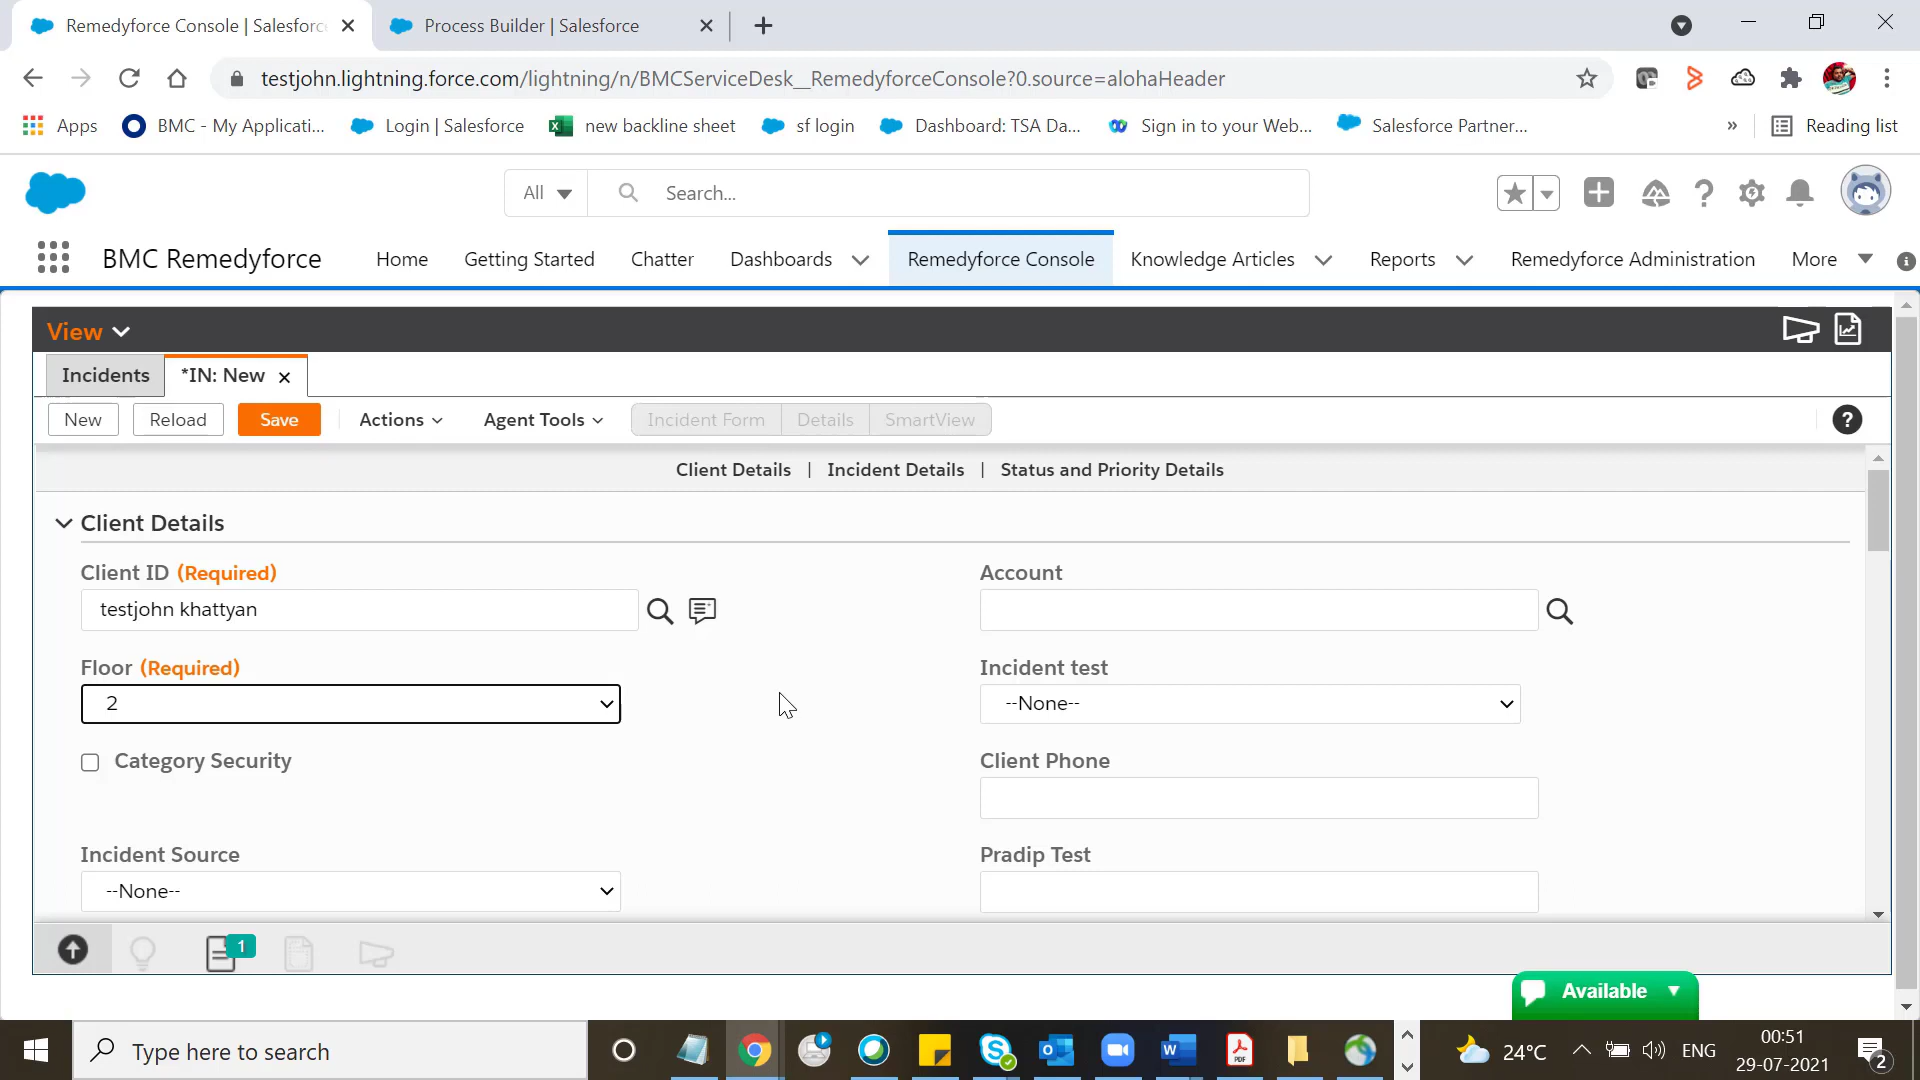 Remedyforce Console | Salesforce
Process Builder | Salesforce
testjohn.lightning.force.com/lightning/n/BMCServiceDesk__RemedyforceConsole?0.source=alohaHeader
Apps
BMC - My Applicati...
Login | Salesforce
new backline sheet
sf login
Dashboard: TSA Da...
Sign in to your Web...
Salesforce Partner...
»
Reading list
All
Search...
BMC Remedyforce
Home
Getting Started
Chatter
Dashboards
Remedyforce Console
Knowledge Articles
Reports
Remedyforce Administration
More
View
Incidents
*IN: New
New
Reload
Save
Actions
Agent Tools
Incident Form
Details
SmartView
Client Details | Incident Details | Status and Priority Details
Client Details
Client ID (Required)
Account
testjohn khattyan
Floor (Required)
Incident test
2
--None--
Category Security
Client Phone
Incident Source
Pradip Test
--None--
1
Available
Type here to search
24°C
ENG
00:51
29-07-2021
2